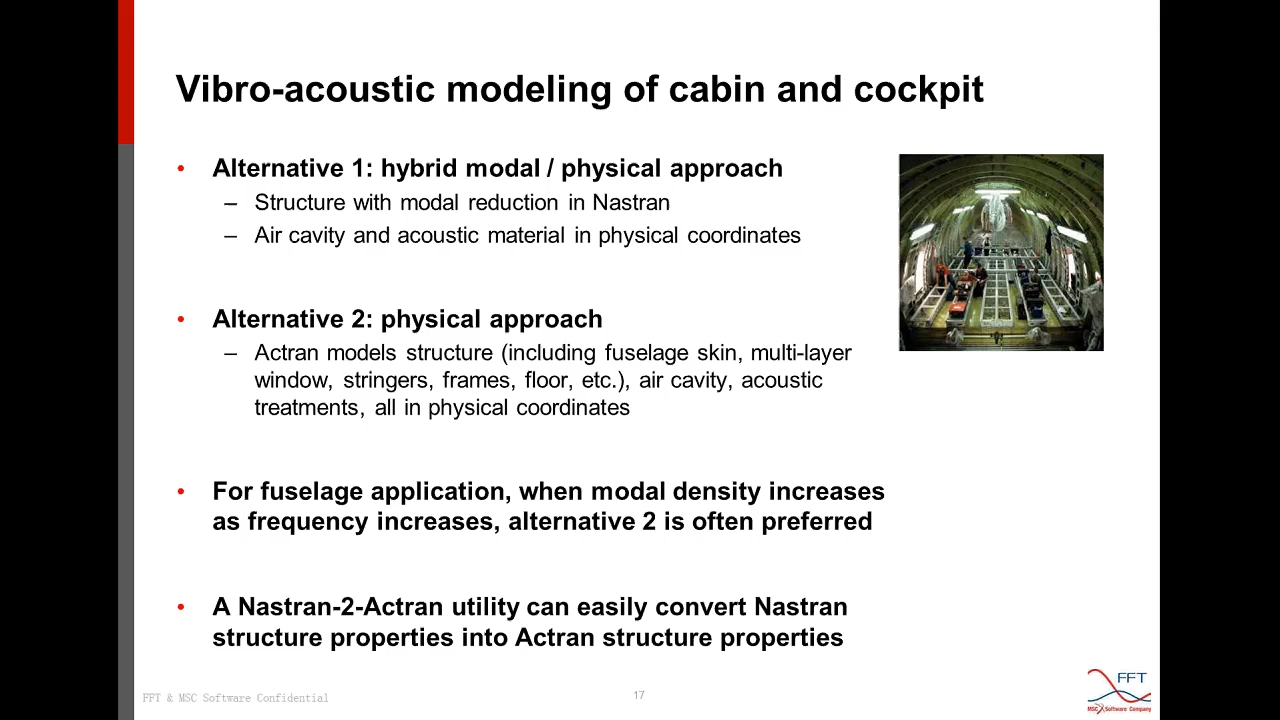 Vibro-acoustic modeling of cabin and cockpit
• Alternative 1: hybrid modal / physical approach
– Structure with modal reduction in Nastran
– Air cavity and acoustic material in physical coordinates
• Alternative 2: physical approach
– Actran models structure (including fuselage skin, multi-layer
window, stringers, frames, floor, etc.), air cavity, acoustic
treatments, all in physical coordinates
• For fuselage application, when modal density increases
as frequency increases, alternative 2 is often preferred
• A Nastran-2-Actran utility can easily convert Nastran
structure properties into Actran structure properties
FFT & MSC Software Confidential
17
FFT
MSC Software Company